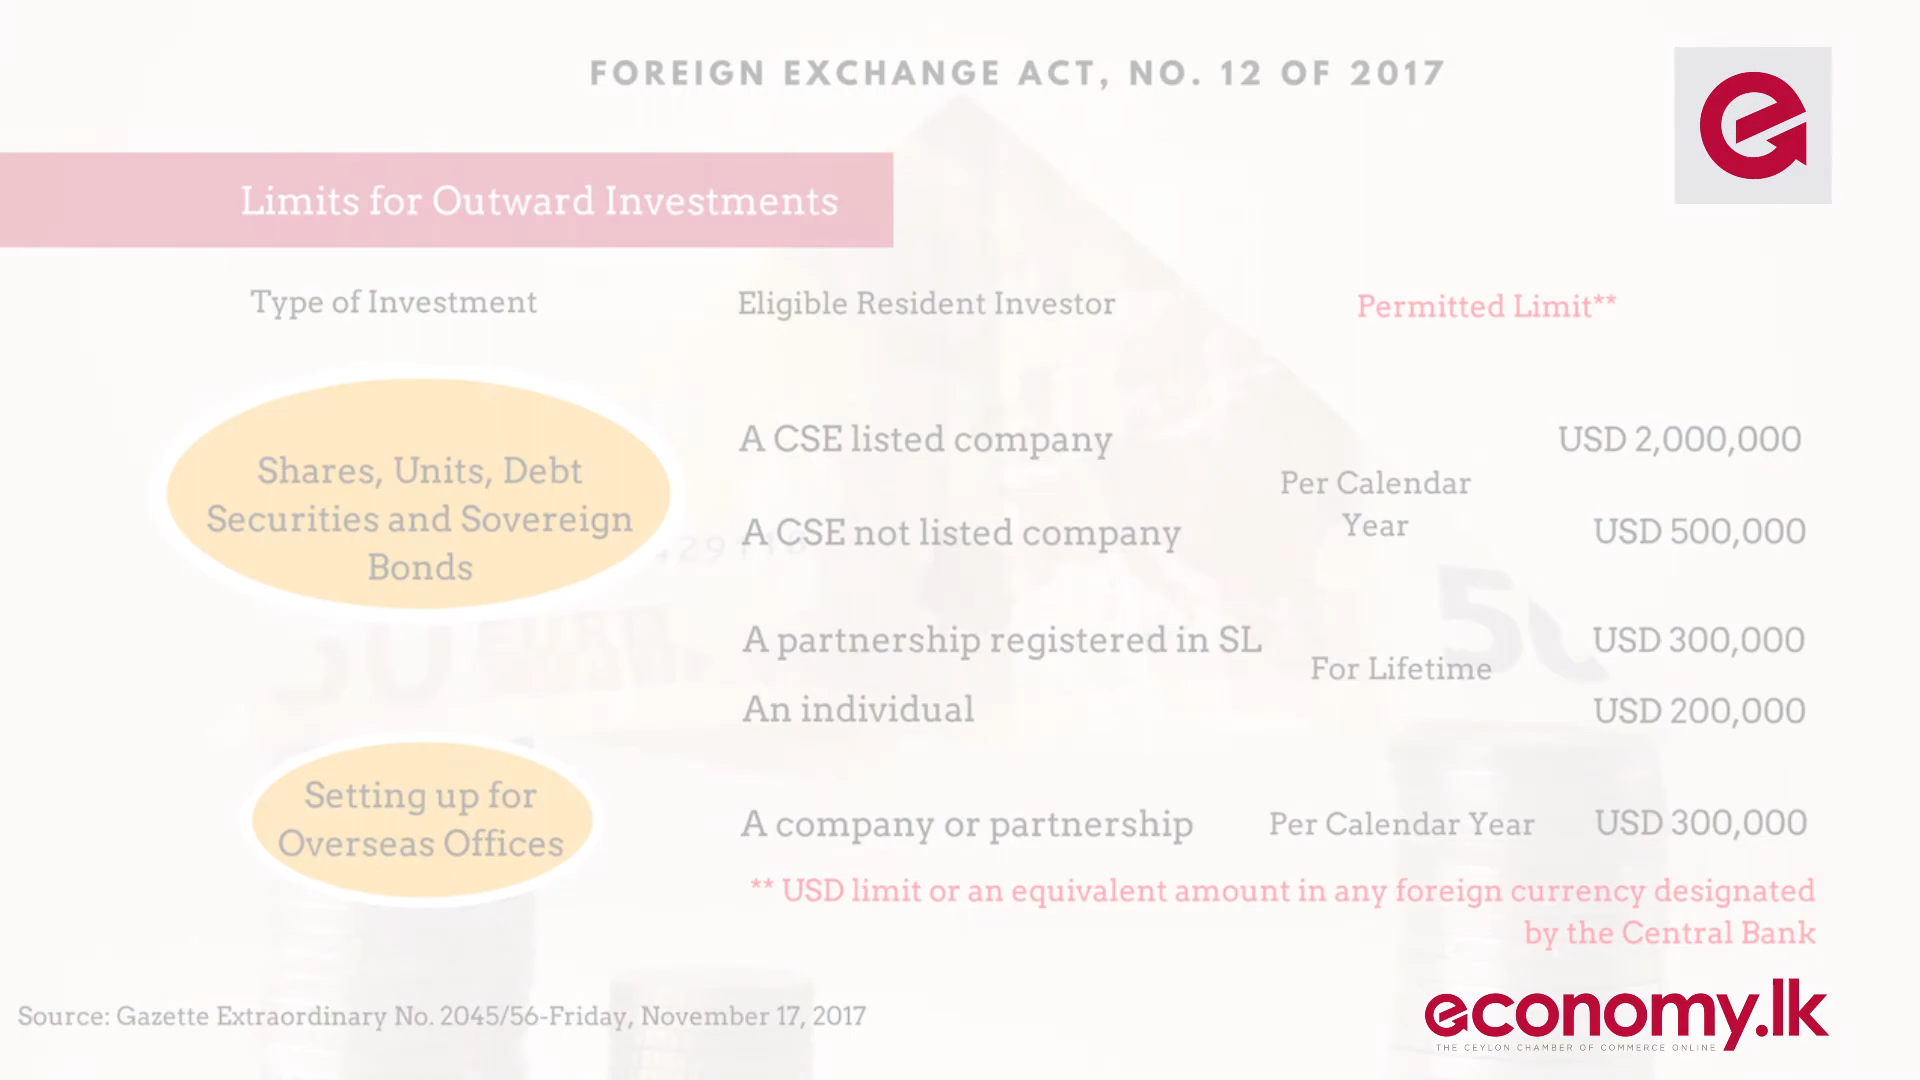 FOREIGN EXCHANGE ACT, NO. 12 OF 2017
Limits for Outward Investments
Type of Investment
Eligible Resident Investor
Permitted Limit**
Shares, Units, Debt
Securities and Sovereign
Bonds
A CSE listed company
USD 2,000,000
Per Calendar
Year
A CSE not listed company
USD 500,000
A partnership registered in SL
USD 300,000
For Lifetime
An individual
USD 200,000
Setting up for
Overseas Offices
A company or partnership
Per Calendar Year
USD 300,000
** USD limit or an equivalent amount in any foreign currency designated
by the Central Bank
Source: Gazette Extraordinary No. 2045/56-Friday, November 17, 2017
economy.lk
THE CEYLON CHAMBER OF COMMERCE ONLINE